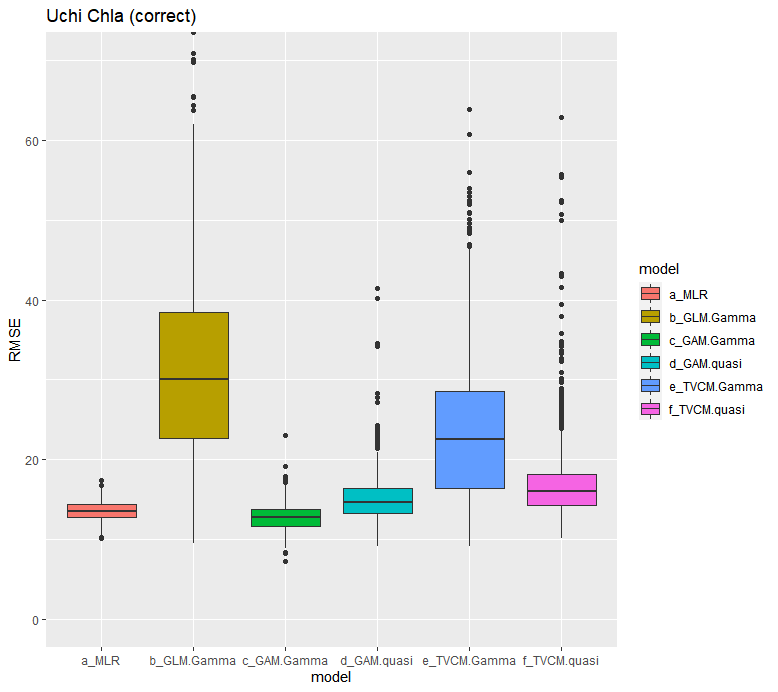 Uchi Chla (correct)
RMSE
60
40
20
0
a_MLR b_GLM.Gamma c_GAM.Gamma d_GAM.quasi e_TVCM.Gamma f_TVCM.quasi
model
model
a_MLR
b_GLM.Gamma
c_GAM.Gamma
d_GAM.quasi
e_TVCM.Gamma
f_TVCM.quasi